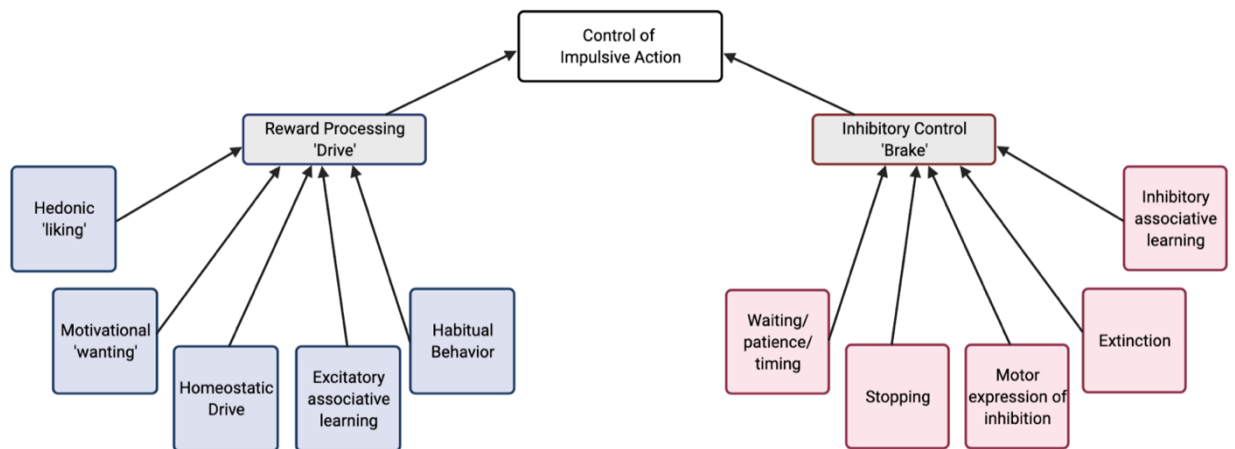 Control of
Impulsive Action
Reward Processing
'Drive'
Inhibitory Control
'Brake'
Hedonic
'liking'
Motivational
'wanting'
Homeostatic
Drive
Excitatory
associative
learning
Habitual
Behavior
Waiting/
patience/
timing
Stopping
Motor
expression of
inhibition
Extinction
Inhibitory
associative
learning